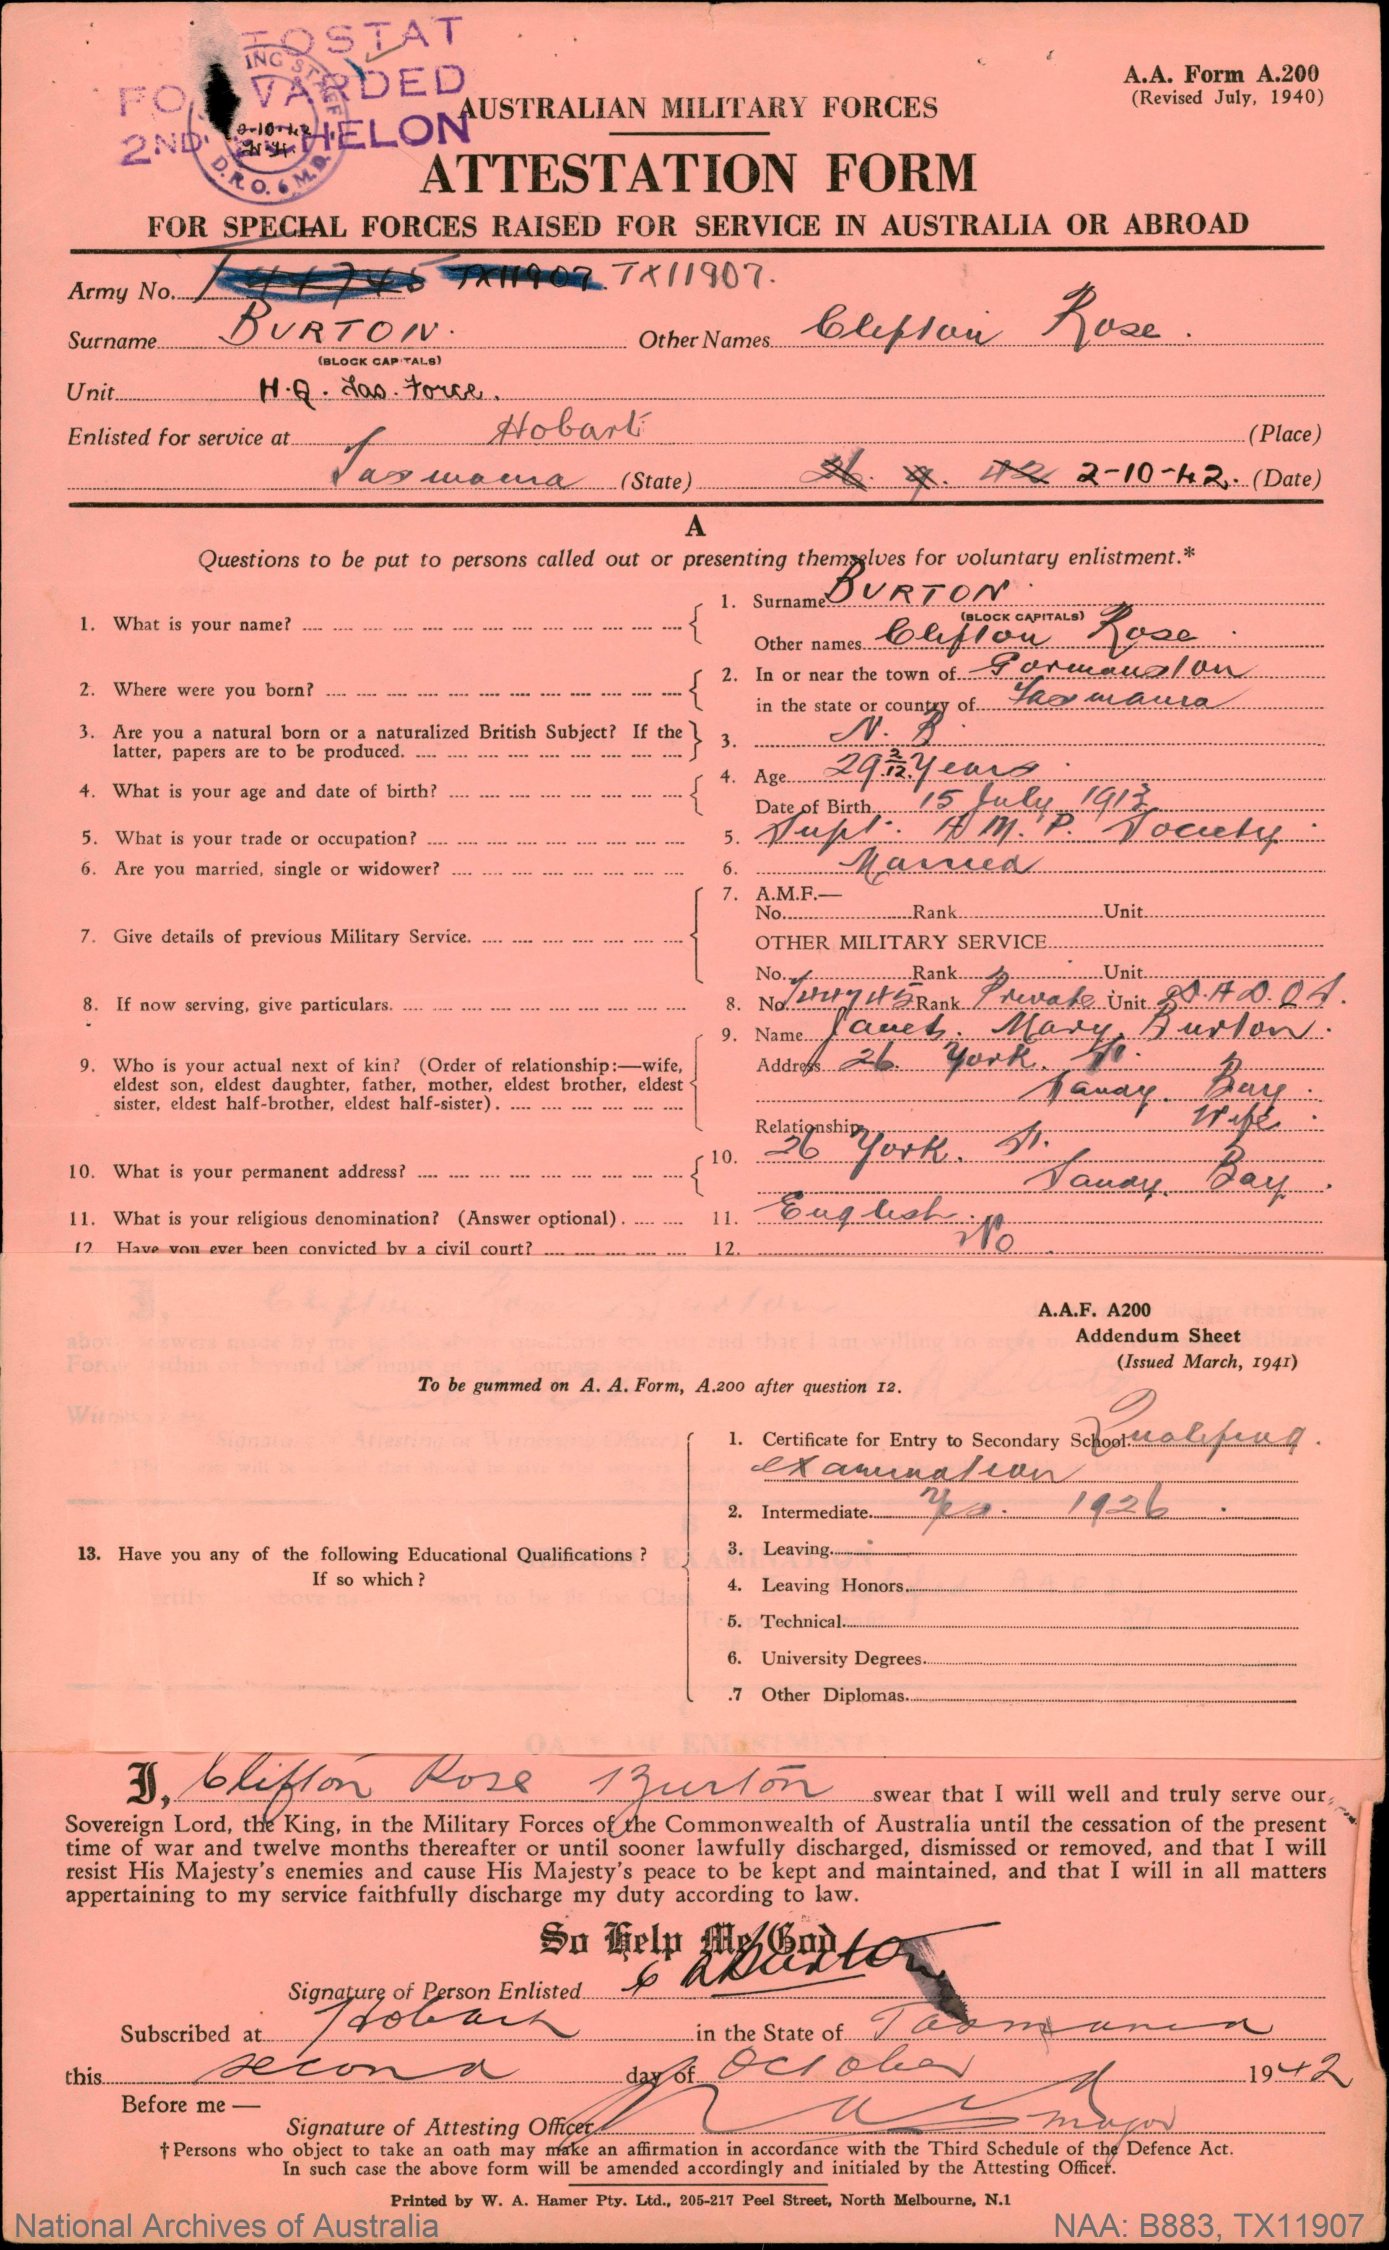 FORWARDED
2ND ECHELON
D.R.O. 6 M.D.
A.A. Form A.200
(Revised July, 1940)
AUSTRALIAN MILITARY FORCES
ATTESTATION FORM
FOR SPECIAL FORCES RAISED FOR SERVICE IN AUSTRALIA OR ABROAD
Army No. T44745 TX11907. TX11907.
Surname BURTON. Other Names Clifton Rose.
(BLOCK CAPITALS)
Unit H.Q. Tas. Force.
Enlisted for service at Hobart (Place)
Tasmania (State) 26. 9. 42 2-10-42. (Date)
A
Questions to be put to persons called out or presenting themselves for voluntary enlistment.*
1. What is your name?
1. Surname BURTON
(BLOCK CAPITALS)
Other names Clifton Rose
2. Where were you born?
2. In or near the town of Gormanston
in the state or country of Tasmania
3. Are you a natural born or a naturalized British Subject? If the latter, papers are to be produced.
3. N. B
4. What is your age and date of birth?
4. Age 29 2/12 Years
Date of Birth 15 July 1913
5. What is your trade or occupation?
5. Supt. A.M.P. Society
6. Are you married, single or widower?
6. Married
7. Give details of previous Military Service.
7. A.M.F.—
No. Rank Unit
OTHER MILITARY SERVICE
No. Rank Unit
8. If now serving, give particulars.
8. No. T44745 Rank Private Unit D.A.D.O.S.
9. Who is your actual next of kin? (Order of relationship:—wife,
eldest son, eldest daughter, father, mother, eldest brother, eldest
sister, eldest half-brother, eldest half-sister).
9. Name Janet Mary Burton.
Address 26 York St.
Sandy Bay.
Relationship Wife
10. What is your permanent address?
10. 26 York St.
Sandy Bay.
11. What is your religious denomination? (Answer optional).
11. English
12. Have you ever been convicted by a civil court?
12. No
A.A.F. A200
Addendum Sheet
(Issued March, 1941)
To be gummed on A. A. Form, A.200 after question 12.
13. Have you any of the following Educational Qualifications?
If so which?
1. Certificate for Entry to Secondary School Qualifying
examination
2. Intermediate Yes. 1926
3. Leaving
4. Leaving Honors
5. Technical
6. University Degrees
.7 Other Diplomas
I, Clifton Rose Burton swear that I will well and truly serve our
Sovereign Lord, the King, in the Military Forces of the Commonwealth of Australia until the cessation of the present
time of war and twelve months thereafter or until sooner lawfully discharged, dismissed or removed, and that I will
resist His Majesty's enemies and cause His Majesty's peace to be kept and maintained, and that I will in all matters
appertaining to my service faithfully discharge my duty according to law.
So Help Me God
Signature of Person Enlisted C R Burton
Subscribed at Hobart in the State of Tasmania
this second day of October 1942
Before me —
Signature of Attesting Officer Major
†Persons who object to take an oath may make an affirmation in accordance with the Third Schedule of the Defence Act.
In such case the above form will be amended accordingly and initialed by the Attesting Officer.
Printed by W. A. Hamer Pty. Ltd., 205-217 Peel Street, North Melbourne, N.1
National Archives of Australia
NAA: B883, TX11907